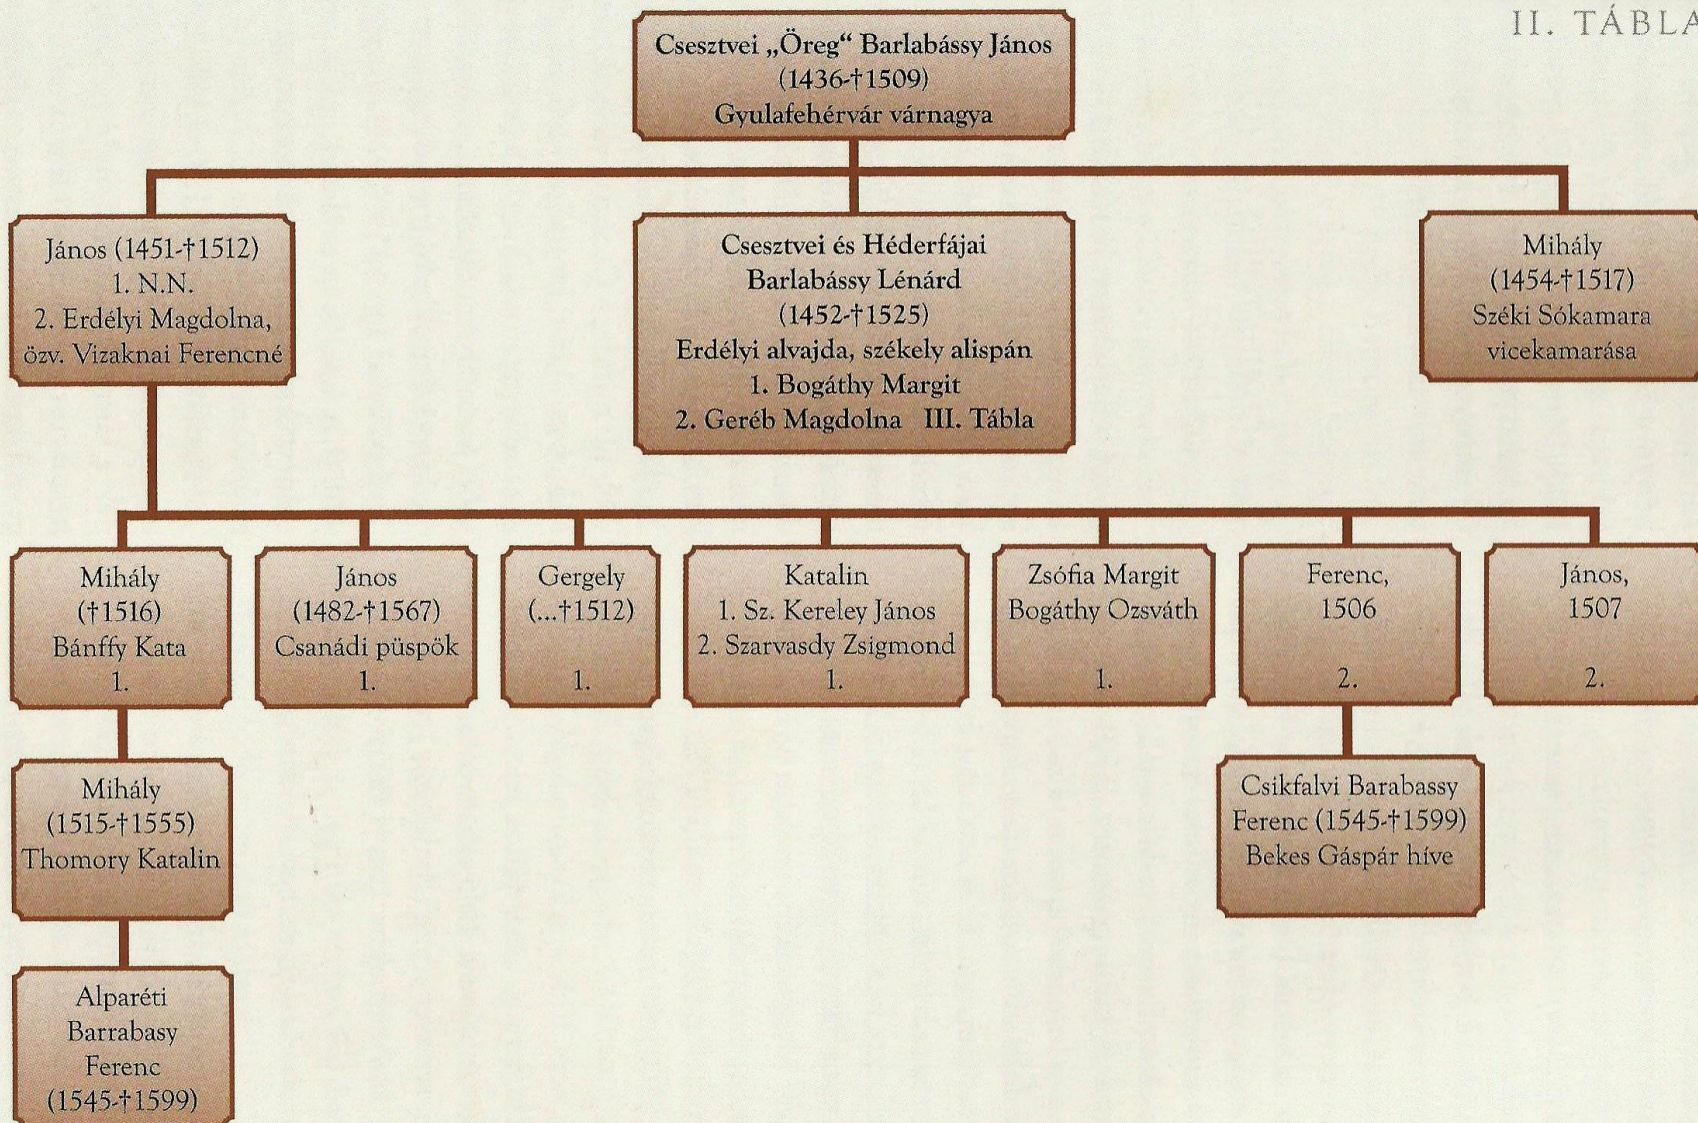 II. TÁBLA
Csesztvei „Öreg“ Barlabássy János
(1436-†1509)
Gyulafehérvár várnagya
János (1451-†1512)
1. N.N.
2. Erdélyi Magdolna,
özv. Vizaknai Ferencné
Csesztvei és Héderfájai
Barlabássy Lénárd
(1452-†1525)
Erdélyi alvajda, székely alispán
1. Bogáthy Margit
2. Geréb Magdolna III. Tábla
Mihály
(1454-†1517)
Széki Sókamara
vicekamarása
Mihály
(†1516)
Bánffy Kata
1.
János
(1482-†1567)
Csanádi püspök
1.
Gergely
(...†1512)
1.
Katalin
1. Sz. Kereley János
2. Szarvasdy Zsigmond
1.
Zsófia Margit
Bogáthy Ozsváth
1.
Ferenc,
1506
2.
János,
1507
2.
Mihály
(1515-†1555)
Thomory Katalin
Csikfalvi Barabassy
Ferenc (1545-†1599)
Bekes Gáspár híve
Alparéti
Barrabasy
Ferenc
(1545-†1599)